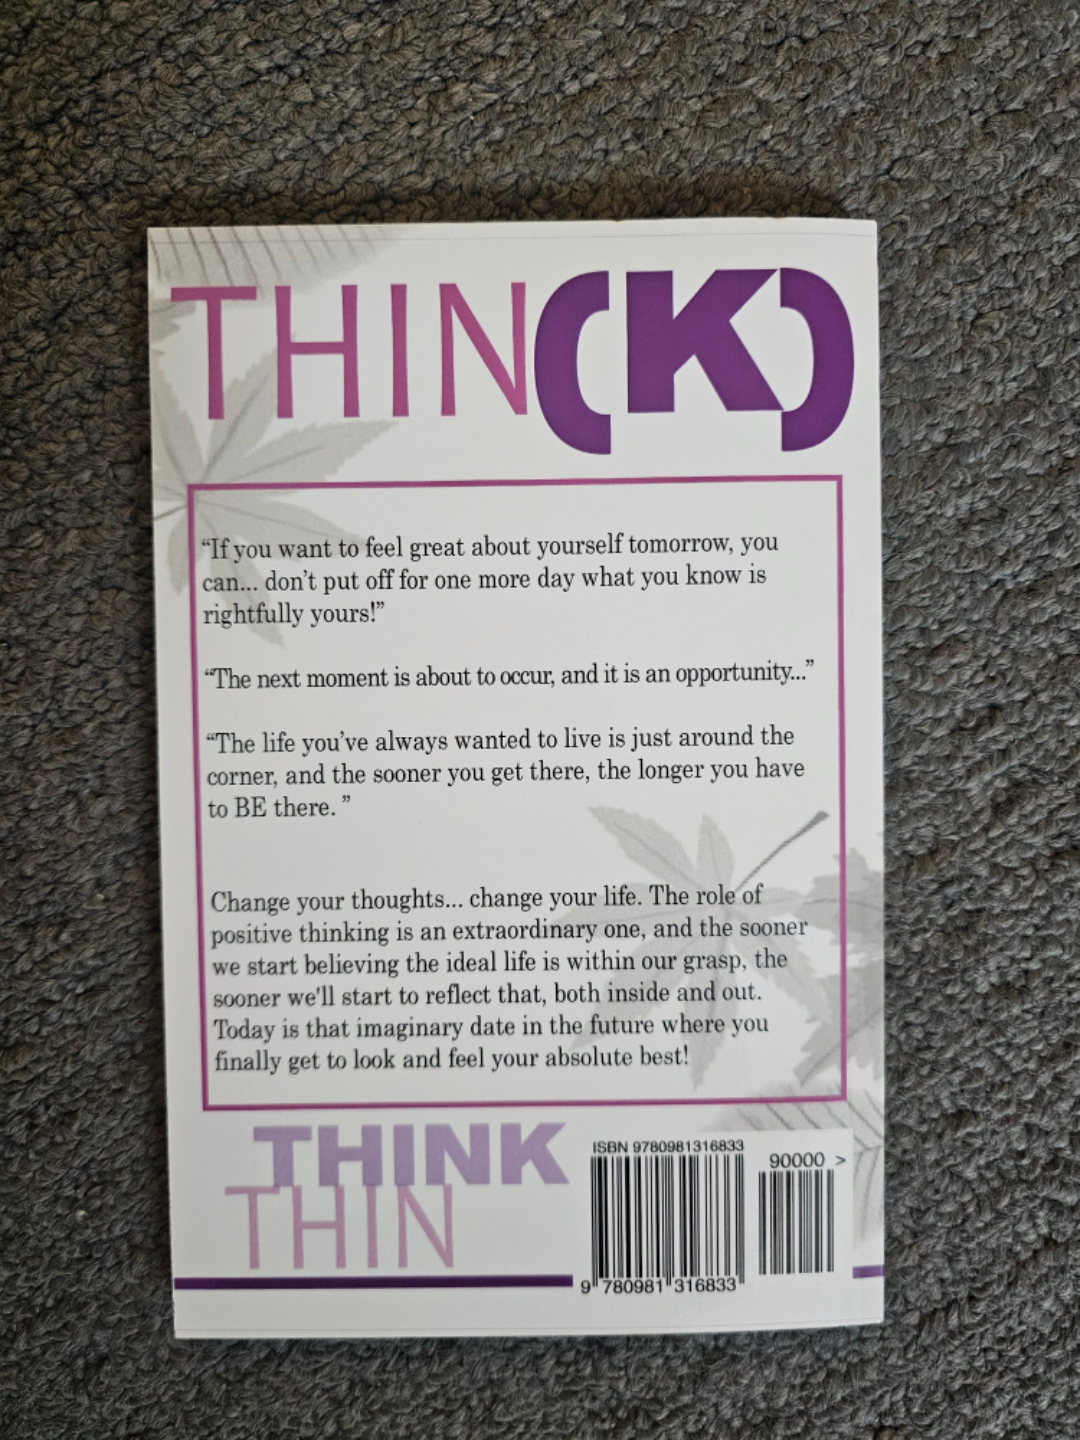 THIN(K)
“If you want to feel great about yourself tomorrow, you
can... don’t put off for one more day what you know is
rightfully yours!”
“The next moment is about to occur, and it is an opportunity...”
“The life you’ve always wanted to live is just around the
corner, and the sooner you get there, the longer you have
to BE there. ”
Change your thoughts... change your life. The role of
positive thinking is an extraordinary one, and the sooner
we start believing the ideal life is within our grasp, the
sooner we'll start to reflect that, both inside and out.
Today is that imaginary date in the future where you
finally get to look and feel your absolute best!
THINK
THIN
ISBN 9780981316833
90000 >
9 780981 316833